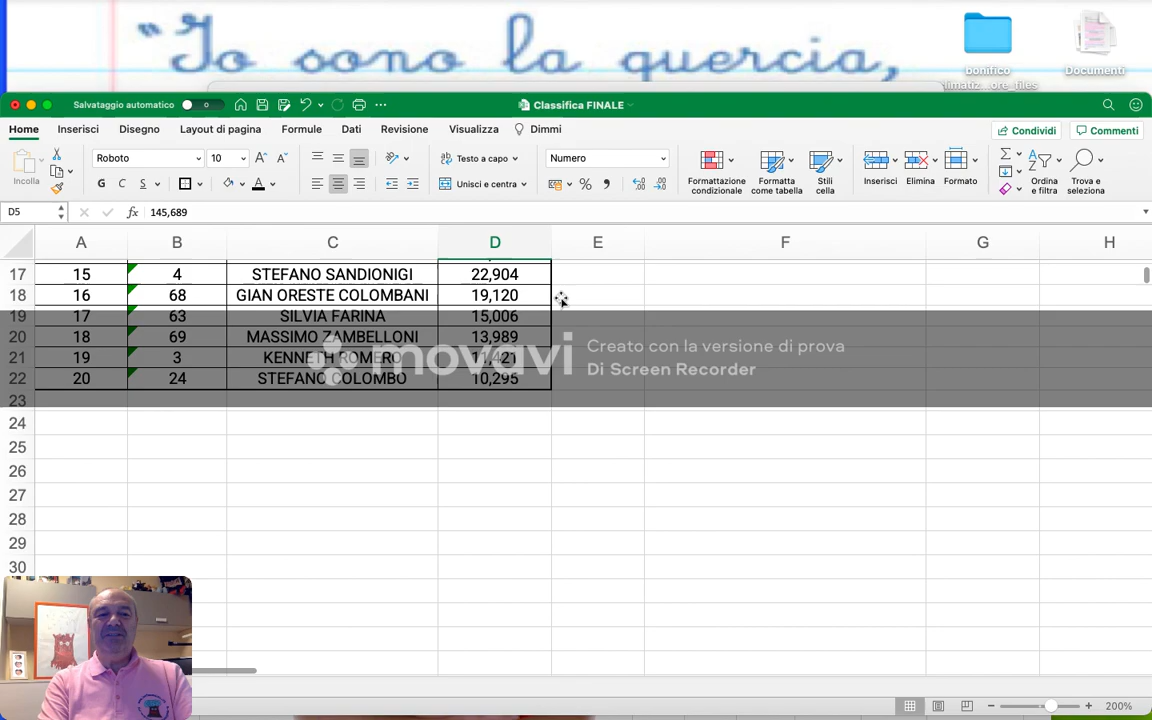 "Io sono la quercia,
bonifico
limatiz...ore_files
Documenti
Salvataggio automatico
Classifica FINALE
Home Inserisci Disegno Layout di pagina Formule Dati Revisione Visualizza Dimmi
Condividi Commenti
Incolla
Roboto 10
G C S
Testo a capo
Unisci e centra
Numero
Formattazione condizionale
Formatta come tabella
Stili cella
Inserisci
Elimina
Formato
Ordina e filtra
Trova e seleziona
D5 fx 145,689
A B C D E F G H
17 15 4 STEFANO SANDIONIGI 22,904
18 16 68 GIAN ORESTE COLOMBANI 19,120
19 17 63 SILVIA FARINA 15,006
20 18 69 MASSIMO ZAMBELLONI 13,989
21 19 3 KENNETH ROMERO 11,421
22 20 24 STEFANO COLOMBO 10,295
movavi
Creato con la versione di prova
Di Screen Recorder
23
24
25
26
27
28
29
30
200%